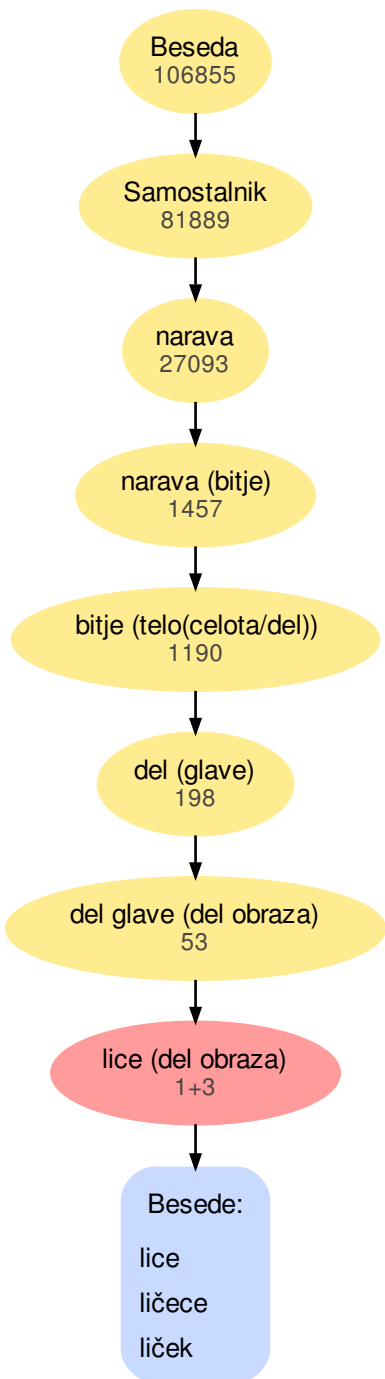 Beseda
106855
Samostalnik
81889
narava
27093
narava (bitje)
1457
bitje (telo(celota/del))
1190
del (glave)
198
del glave (del obraza)
53
lice (del obraza)
1+3
Besede:
lice
ličece
liček